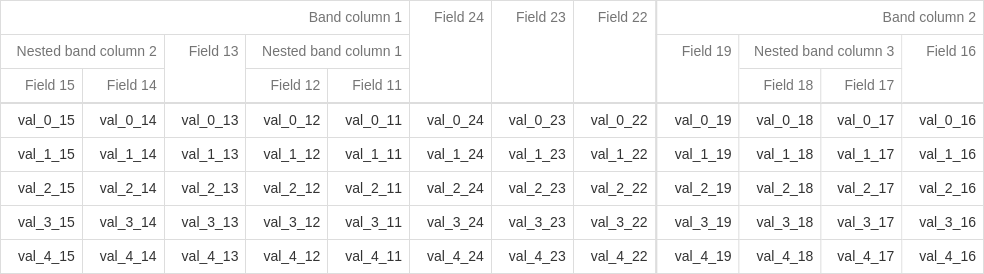 Band column 1 Field 24 Field 23 Field 22 Band column 2
Nested band column 2 Field 13 Nested band column 1 Field 19 Nested band column 3 Field 16
Field 15 Field 14 Field 12 Field 11 Field 18 Field 17
val_0_15 val_0_14 val_0_13 val_0_12 val_0_11 val_0_24 val_0_23 val_0_22 val_0_19 val_0_18 val_0_17 val_0_16
val_1_15 val_1_14 val_1_13 val_1_12 val_1_11 val_1_24 val_1_23 val_1_22 val_1_19 val_1_18 val_1_17 val_1_16
val_2_15 val_2_14 val_2_13 val_2_12 val_2_11 val_2_24 val_2_23 val_2_22 val_2_19 val_2_18 val_2_17 val_2_16
val_3_15 val_3_14 val_3_13 val_3_12 val_3_11 val_3_24 val_3_23 val_3_22 val_3_19 val_3_18 val_3_17 val_3_16
val_4_15 val_4_14 val_4_13 val_4_12 val_4_11 val_4_24 val_4_23 val_4_22 val_4_19 val_4_18 val_4_17 val_4_16